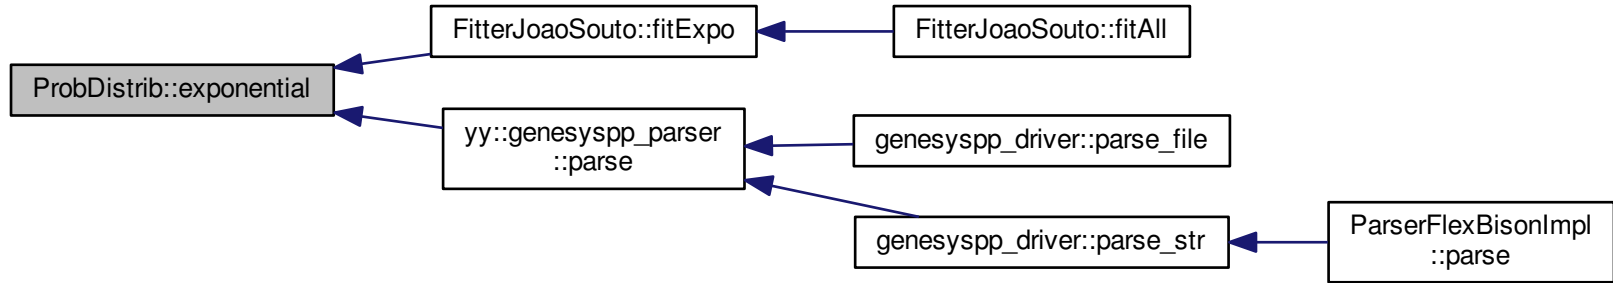 ProbDistrib::exponential
FitterJoaoSouto::fitExpo
FitterJoaoSouto::fitAll
yy::genesyspp_parser
::parse
genesyspp_driver::parse_file
genesyspp_driver::parse_str
ParserFlexBisonImpl
::parse